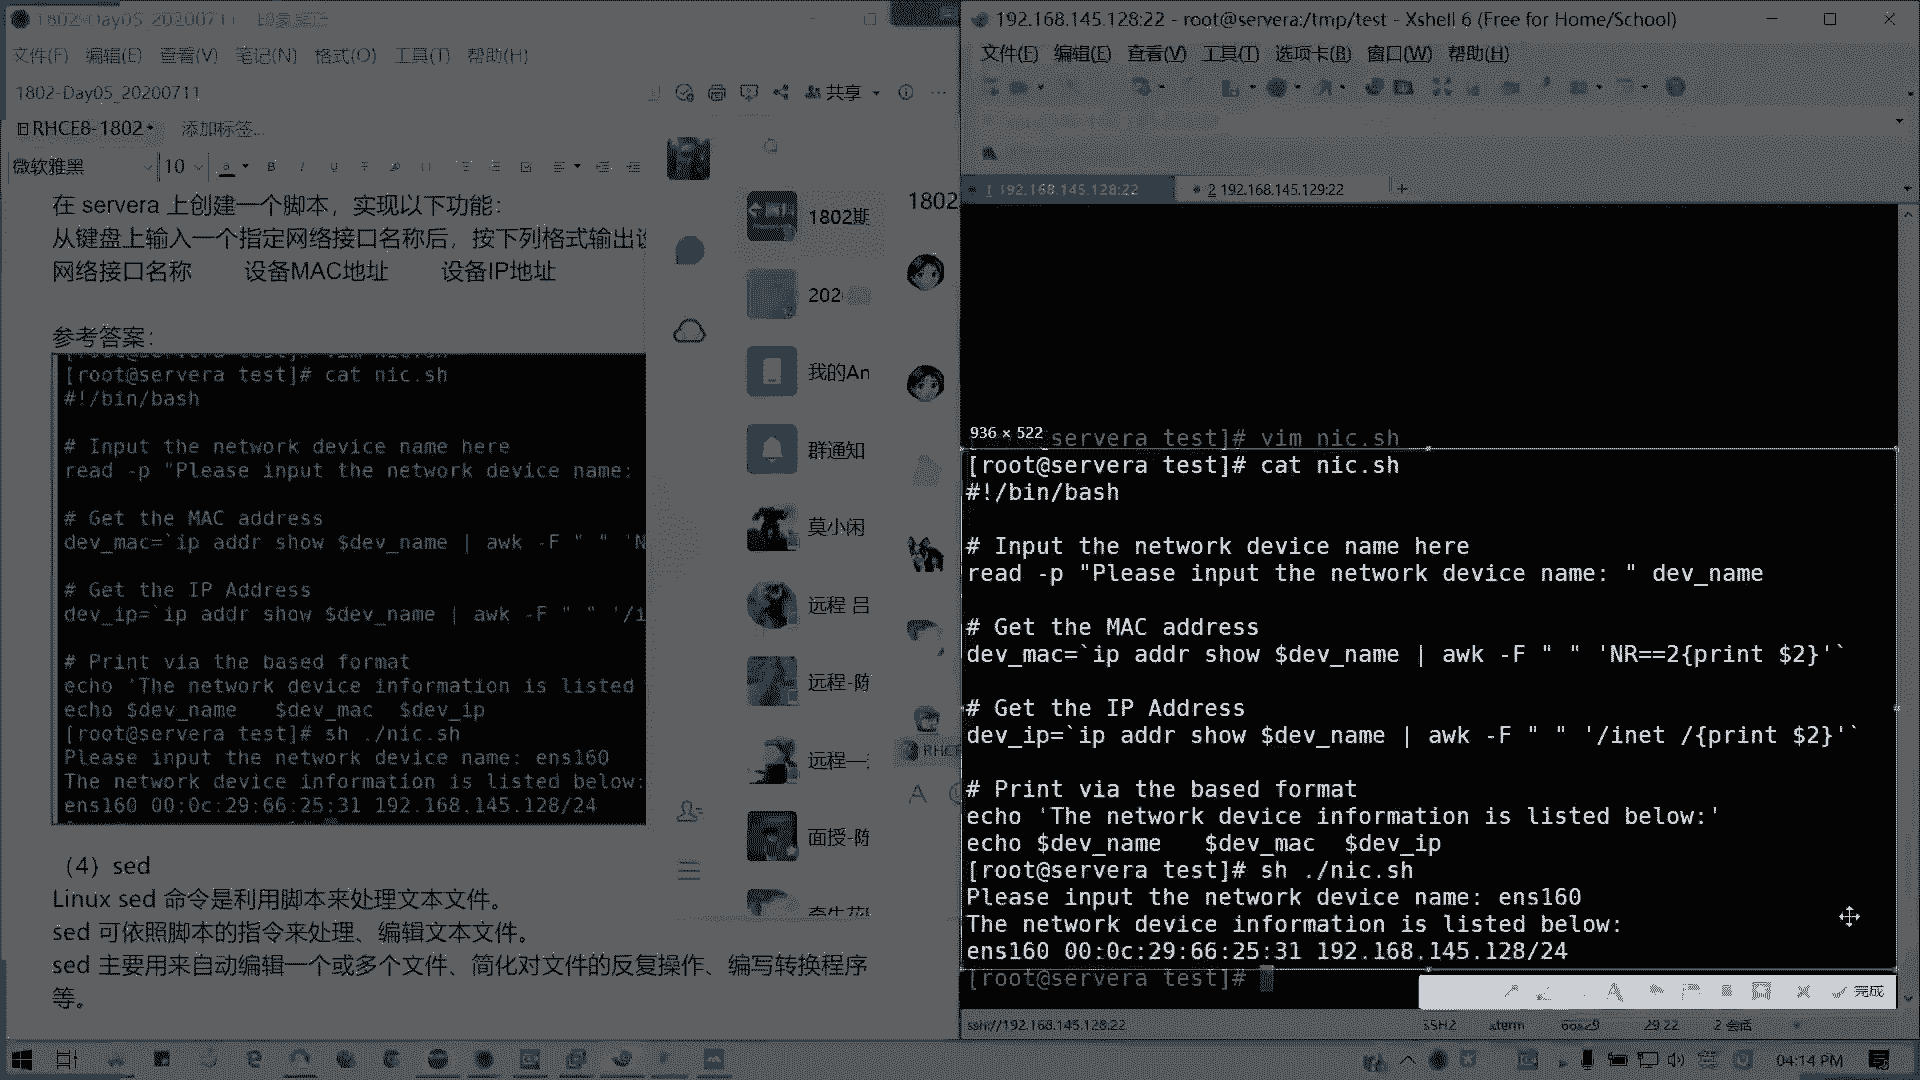 1802-Day05_20200711 - 印象笔记
文件(F) 编辑(E) 查看(V) 笔记(N) 格式(O) 工具(T) 帮助(H)
1802-Day05_20200711
共享
RHCE8-1802 添加标签...
微软雅黑 10
在 servera 上创建一个脚本，实现以下功能：
从键盘上输入一个指定网络接口名称后，按下列格式输出设
网络接口名称 设备MAC地址 设备IP地址
参考答案：
[root@servera test]# vim nic.sh
[root@servera test]# cat nic.sh
#!/bin/bash
# Input the network device name here
read -p "Please input the network device name:
# Get the MAC address
dev_mac=`ip addr show $dev_name | awk -F " " 'N
# Get the IP Address
dev_ip=`ip addr show $dev_name | awk -F " " '/i
# Print via the based format
echo 'The network device information is listed
echo $dev_name   $dev_mac  $dev_ip
[root@servera test]# sh ./nic.sh
Please input the network device name: ens160
The network device information is listed below:
ens160 00:0c:29:66:25:31 192.168.145.128/24
（4）sed
Linux sed 命令是利用脚本来处理文本文件。
sed 可依照脚本的指令来处理、编辑文本文件。
sed 主要用来自动编辑一个或多个文件、简化对文件的反复操作、编写转换程序
等。
1802期
202
我的An
群通知
莫小闲
远程 吕
远程-陈
远程—
面授-陈
1802
RHCE
192.168.145.128:22 - root@servera:/tmp/test - Xshell 6 (Free for Home/School)
文件(F) 编辑(E) 查看(V) 工具(T) 选项卡(B) 窗口(W) 帮助(H)
1 192.168.145.128:22
2 192.168.145.129:22
936 × 522
servera test]# vim nic.sh
[root@servera test]# cat nic.sh
#!/bin/bash
# Input the network device name here
read -p "Please input the network device name: " dev_name
# Get the MAC address
dev_mac=`ip addr show $dev_name | awk -F " " 'NR==2{print $2}'`
# Get the IP Address
dev_ip=`ip addr show $dev_name | awk -F " " '/inet /{print $2}'`
# Print via the based format
echo 'The network device information is listed below:'
echo $dev_name   $dev_mac  $dev_ip
[root@servera test]# sh ./nic.sh
Please input the network device name: ens160
The network device information is listed below:
ens160 00:0c:29:66:25:31 192.168.145.128/24
[root@servera test]#
完成
ssh://192.168.145.128:22 SSH2 xterm 66x29 29,22 2 会话
04:14 PM